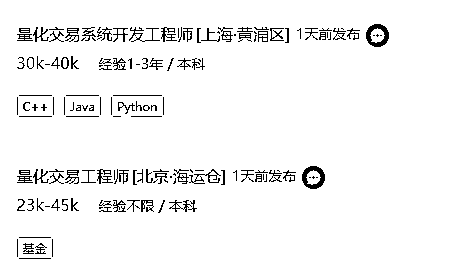 量化交易系统开发工程师 [上海·黄浦区] 1天前发布
30k-40k 经验1-3年 / 本科
C++ Java Python
量化交易工程师 [北京·海运仓] 1天前发布
23k-45k 经验不限 / 本科
基金